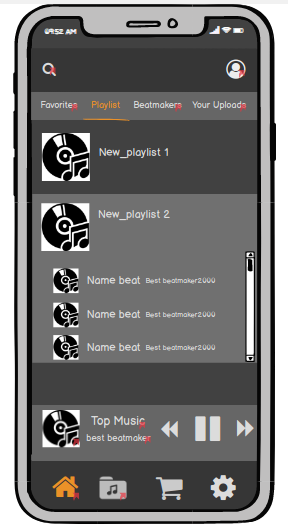 09:52 AM
Favorites Playlist Beatmakers Your Uploads
New_playlist 1
New_playlist 2
Name beat Best beatmaker2000
Name beat Best beatmaker2000
Name beat Best beatmaker2000
Top Music
best beatmaker